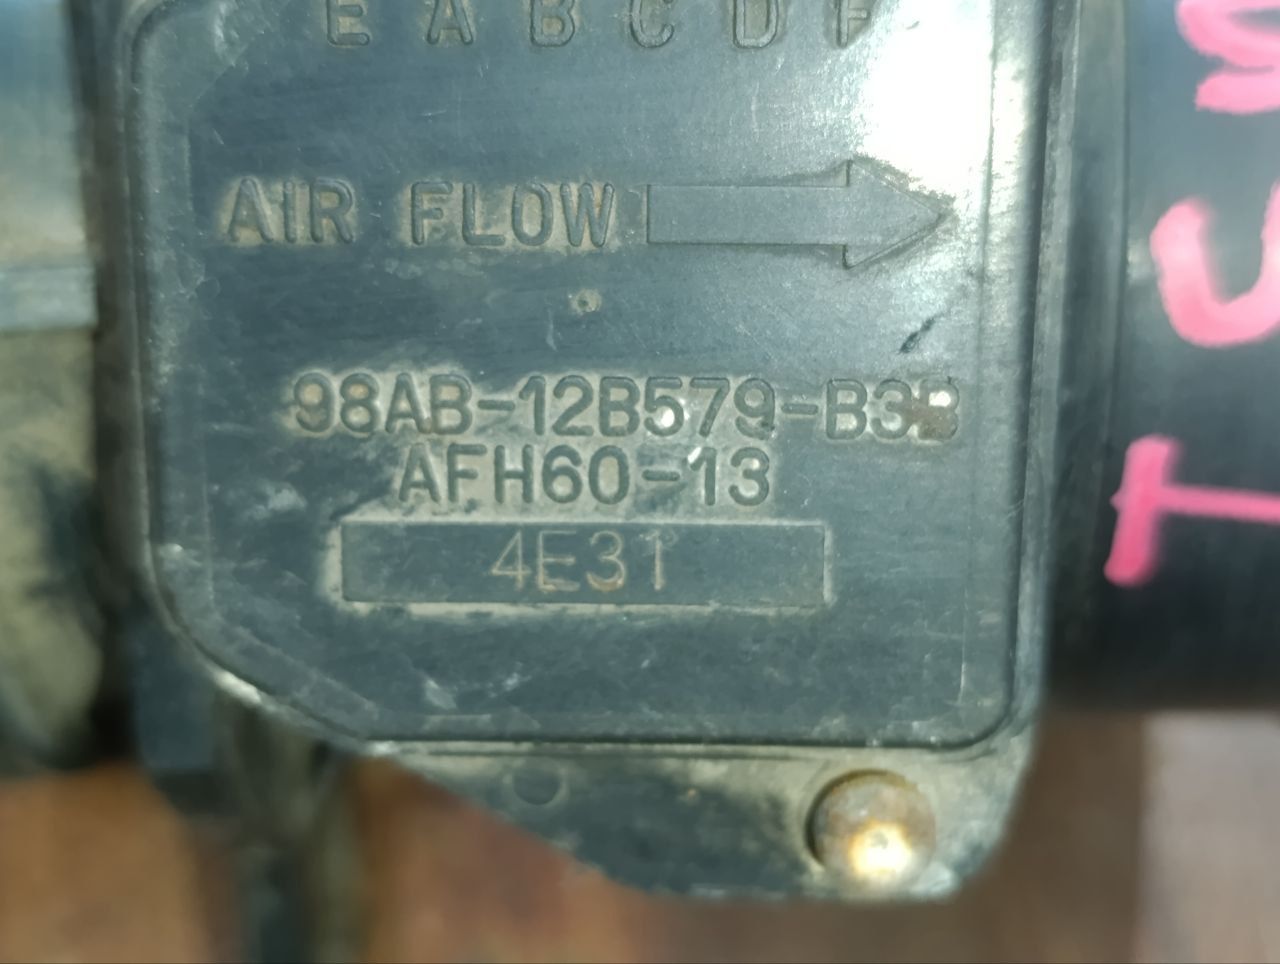 E A B C D F
AIR FLOW
98AB-12B579-B3B
AFH60-13
4E31